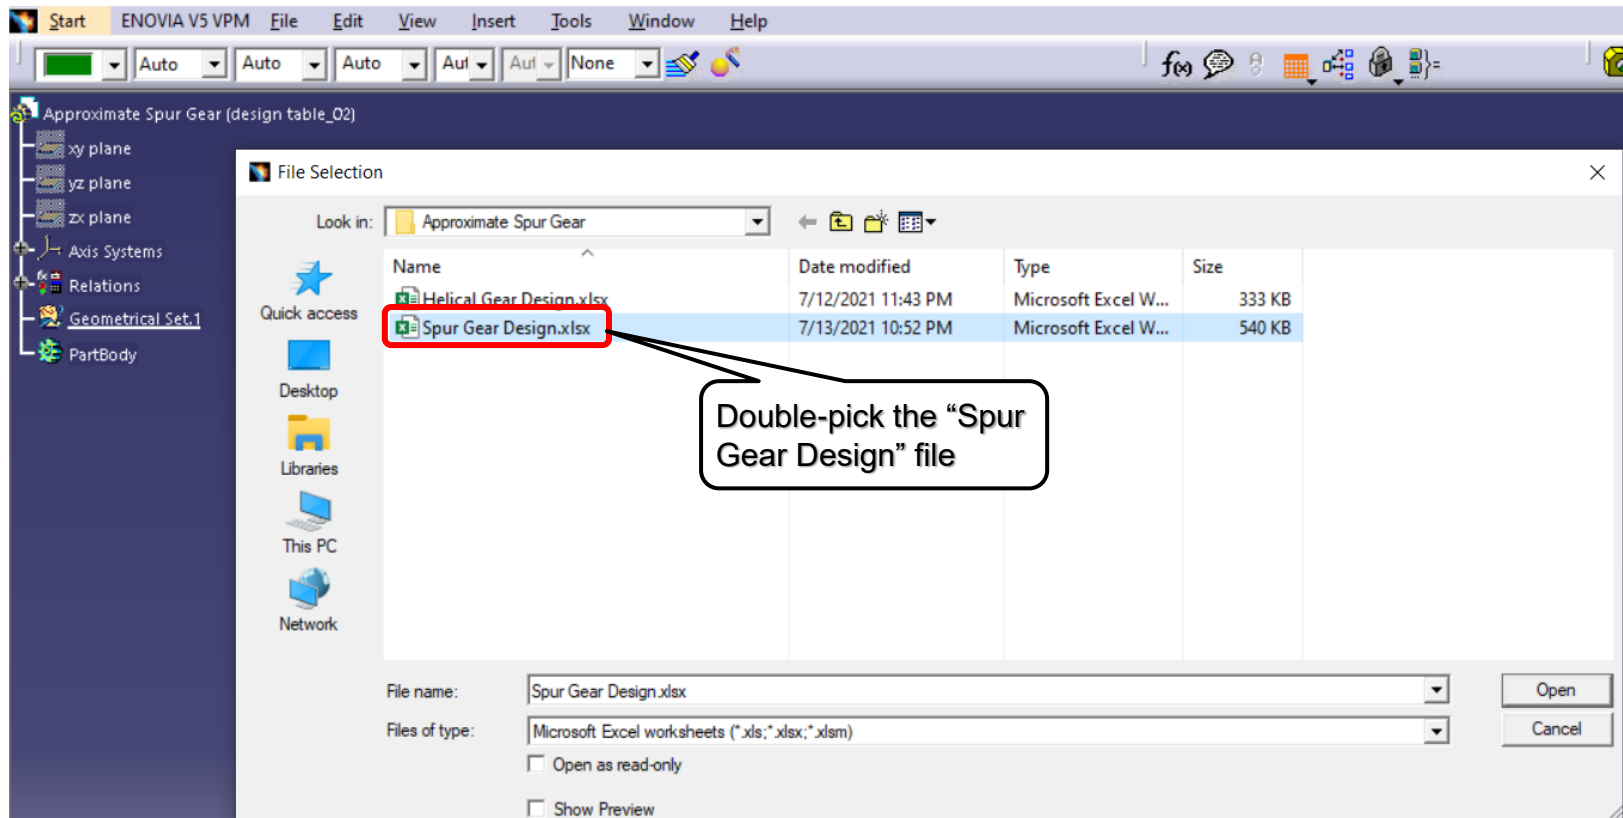 Start ENOVIA V5 VPM File Edit View Insert Tools Window Help
Auto Auto Auto Aut Aut None
f(x)
Approximate Spur Gear (design table_02)
xy plane
yz plane
zx plane
Axis Systems
Relations
Geometrical Set.1
PartBody
File Selection
Look in: Approximate Spur Gear
Quick access
Desktop
Libraries
This PC
Network
Name Date modified Type Size
Helical Gear Design.xlsx 7/12/2021 11:43 PM Microsoft Excel W... 333 KB
Spur Gear Design.xlsx 7/13/2021 10:52 PM Microsoft Excel W... 540 KB
Double-pick the “Spur
Gear Design” file
File name: Spur Gear Design.xlsx Open
Files of type: Microsoft Excel worksheets (*.xls;*.xlsx;*.xlsm) Cancel
Open as read-only
Show Preview